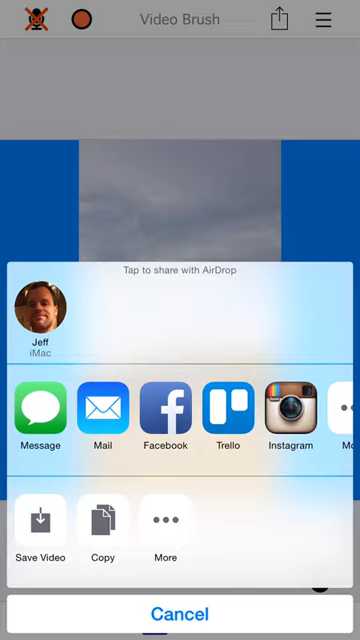 Video Brush
Tap to share with AirDrop
Jeff
iMac
Message
Mail
Facebook
Trello
Instagram
Save Video
Copy
More
Cancel